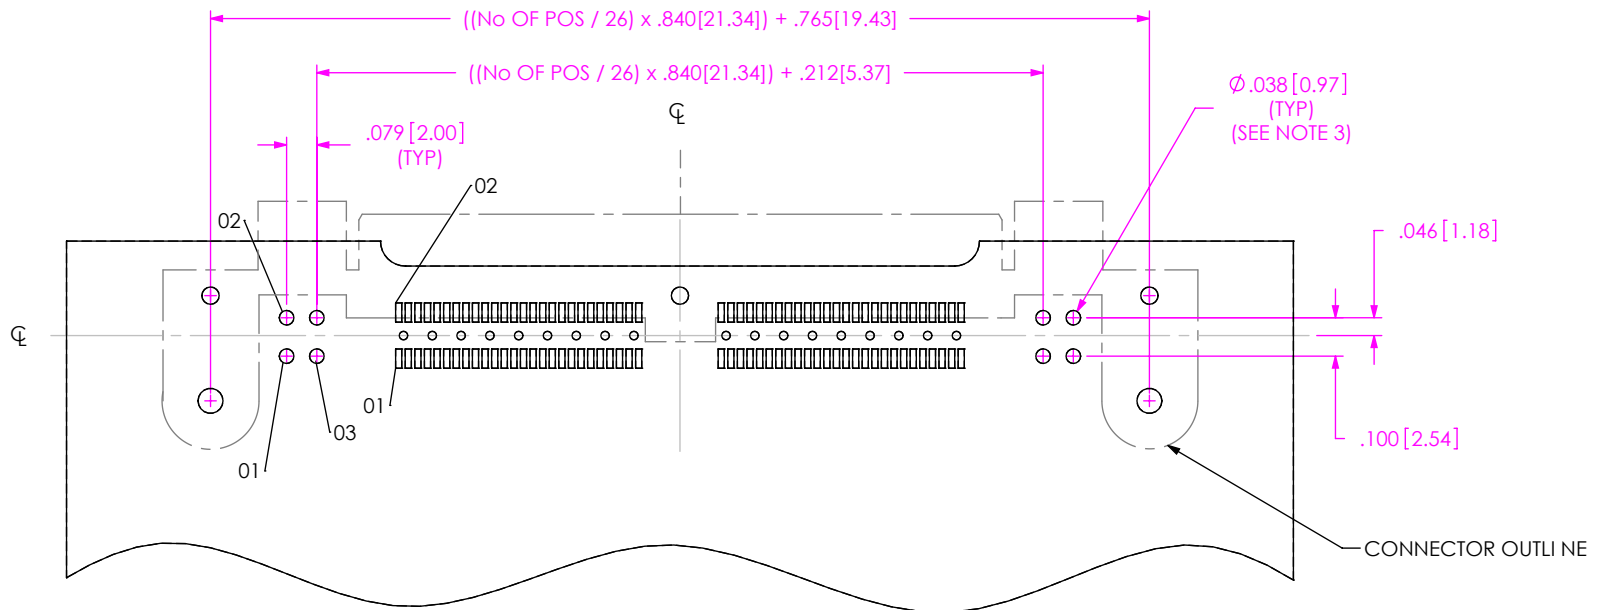 ((No OF POS / 26) x .840[21.34]) + .765[19.43]
((No OF POS / 26) x .840[21.34]) + .212[5.37]
Ø.038[0.97]
(TYP)
(SEE NOTE 3)
℄
.079[2.00]
(TYP)
02
02
.046[1.18]
℄
01
03
01
.100[2.54]
CONNECTOR OUTLI NE